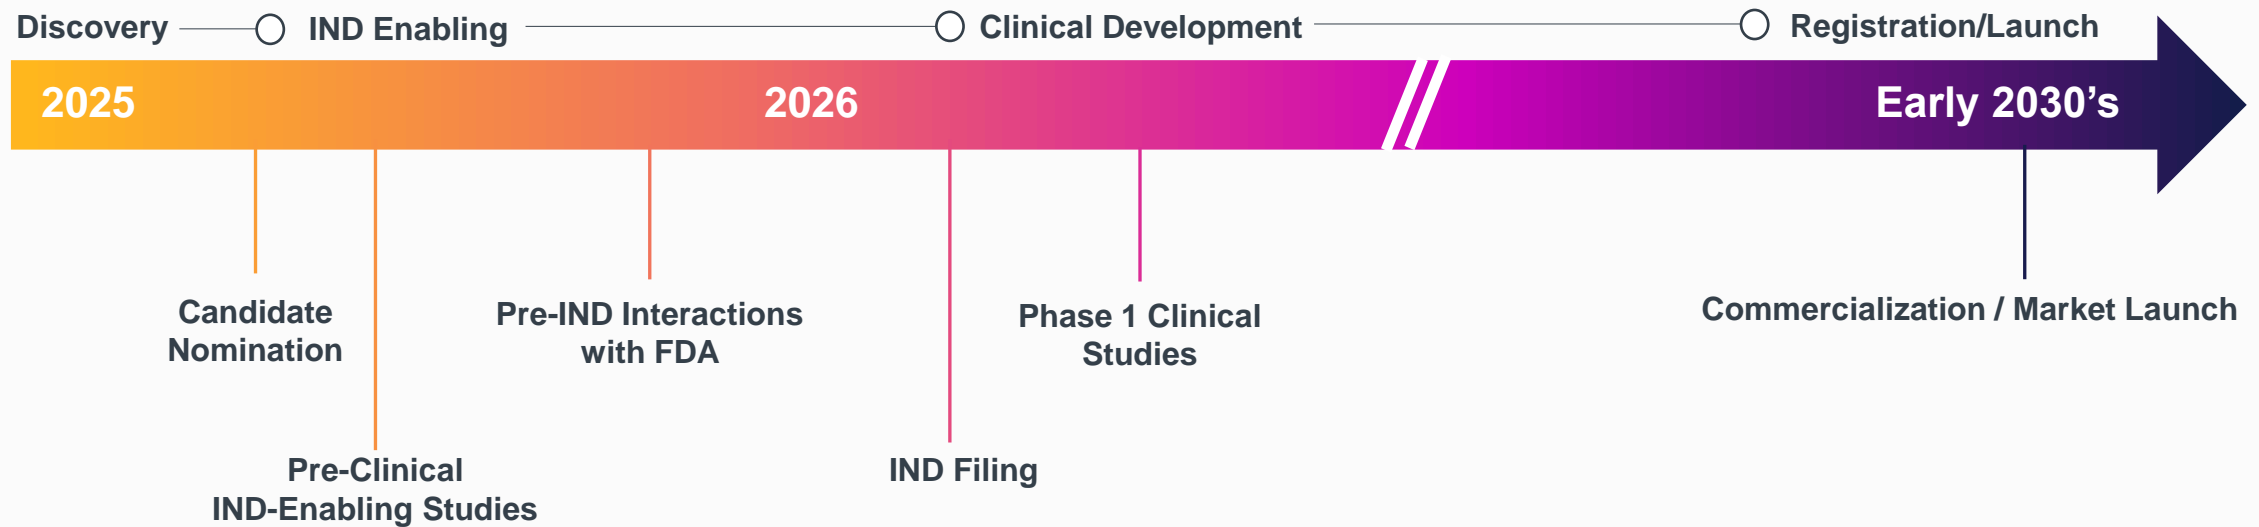 Discovery
IND Enabling
Clinical Development
Registration/Launch
2025
2026
Early 2030’s
Candidate
Nomination
Pre-Clinical
IND-Enabling Studies
Pre-IND Interactions
with FDA
IND Filing
Phase 1 Clinical
Studies
Commercialization / Market Launch